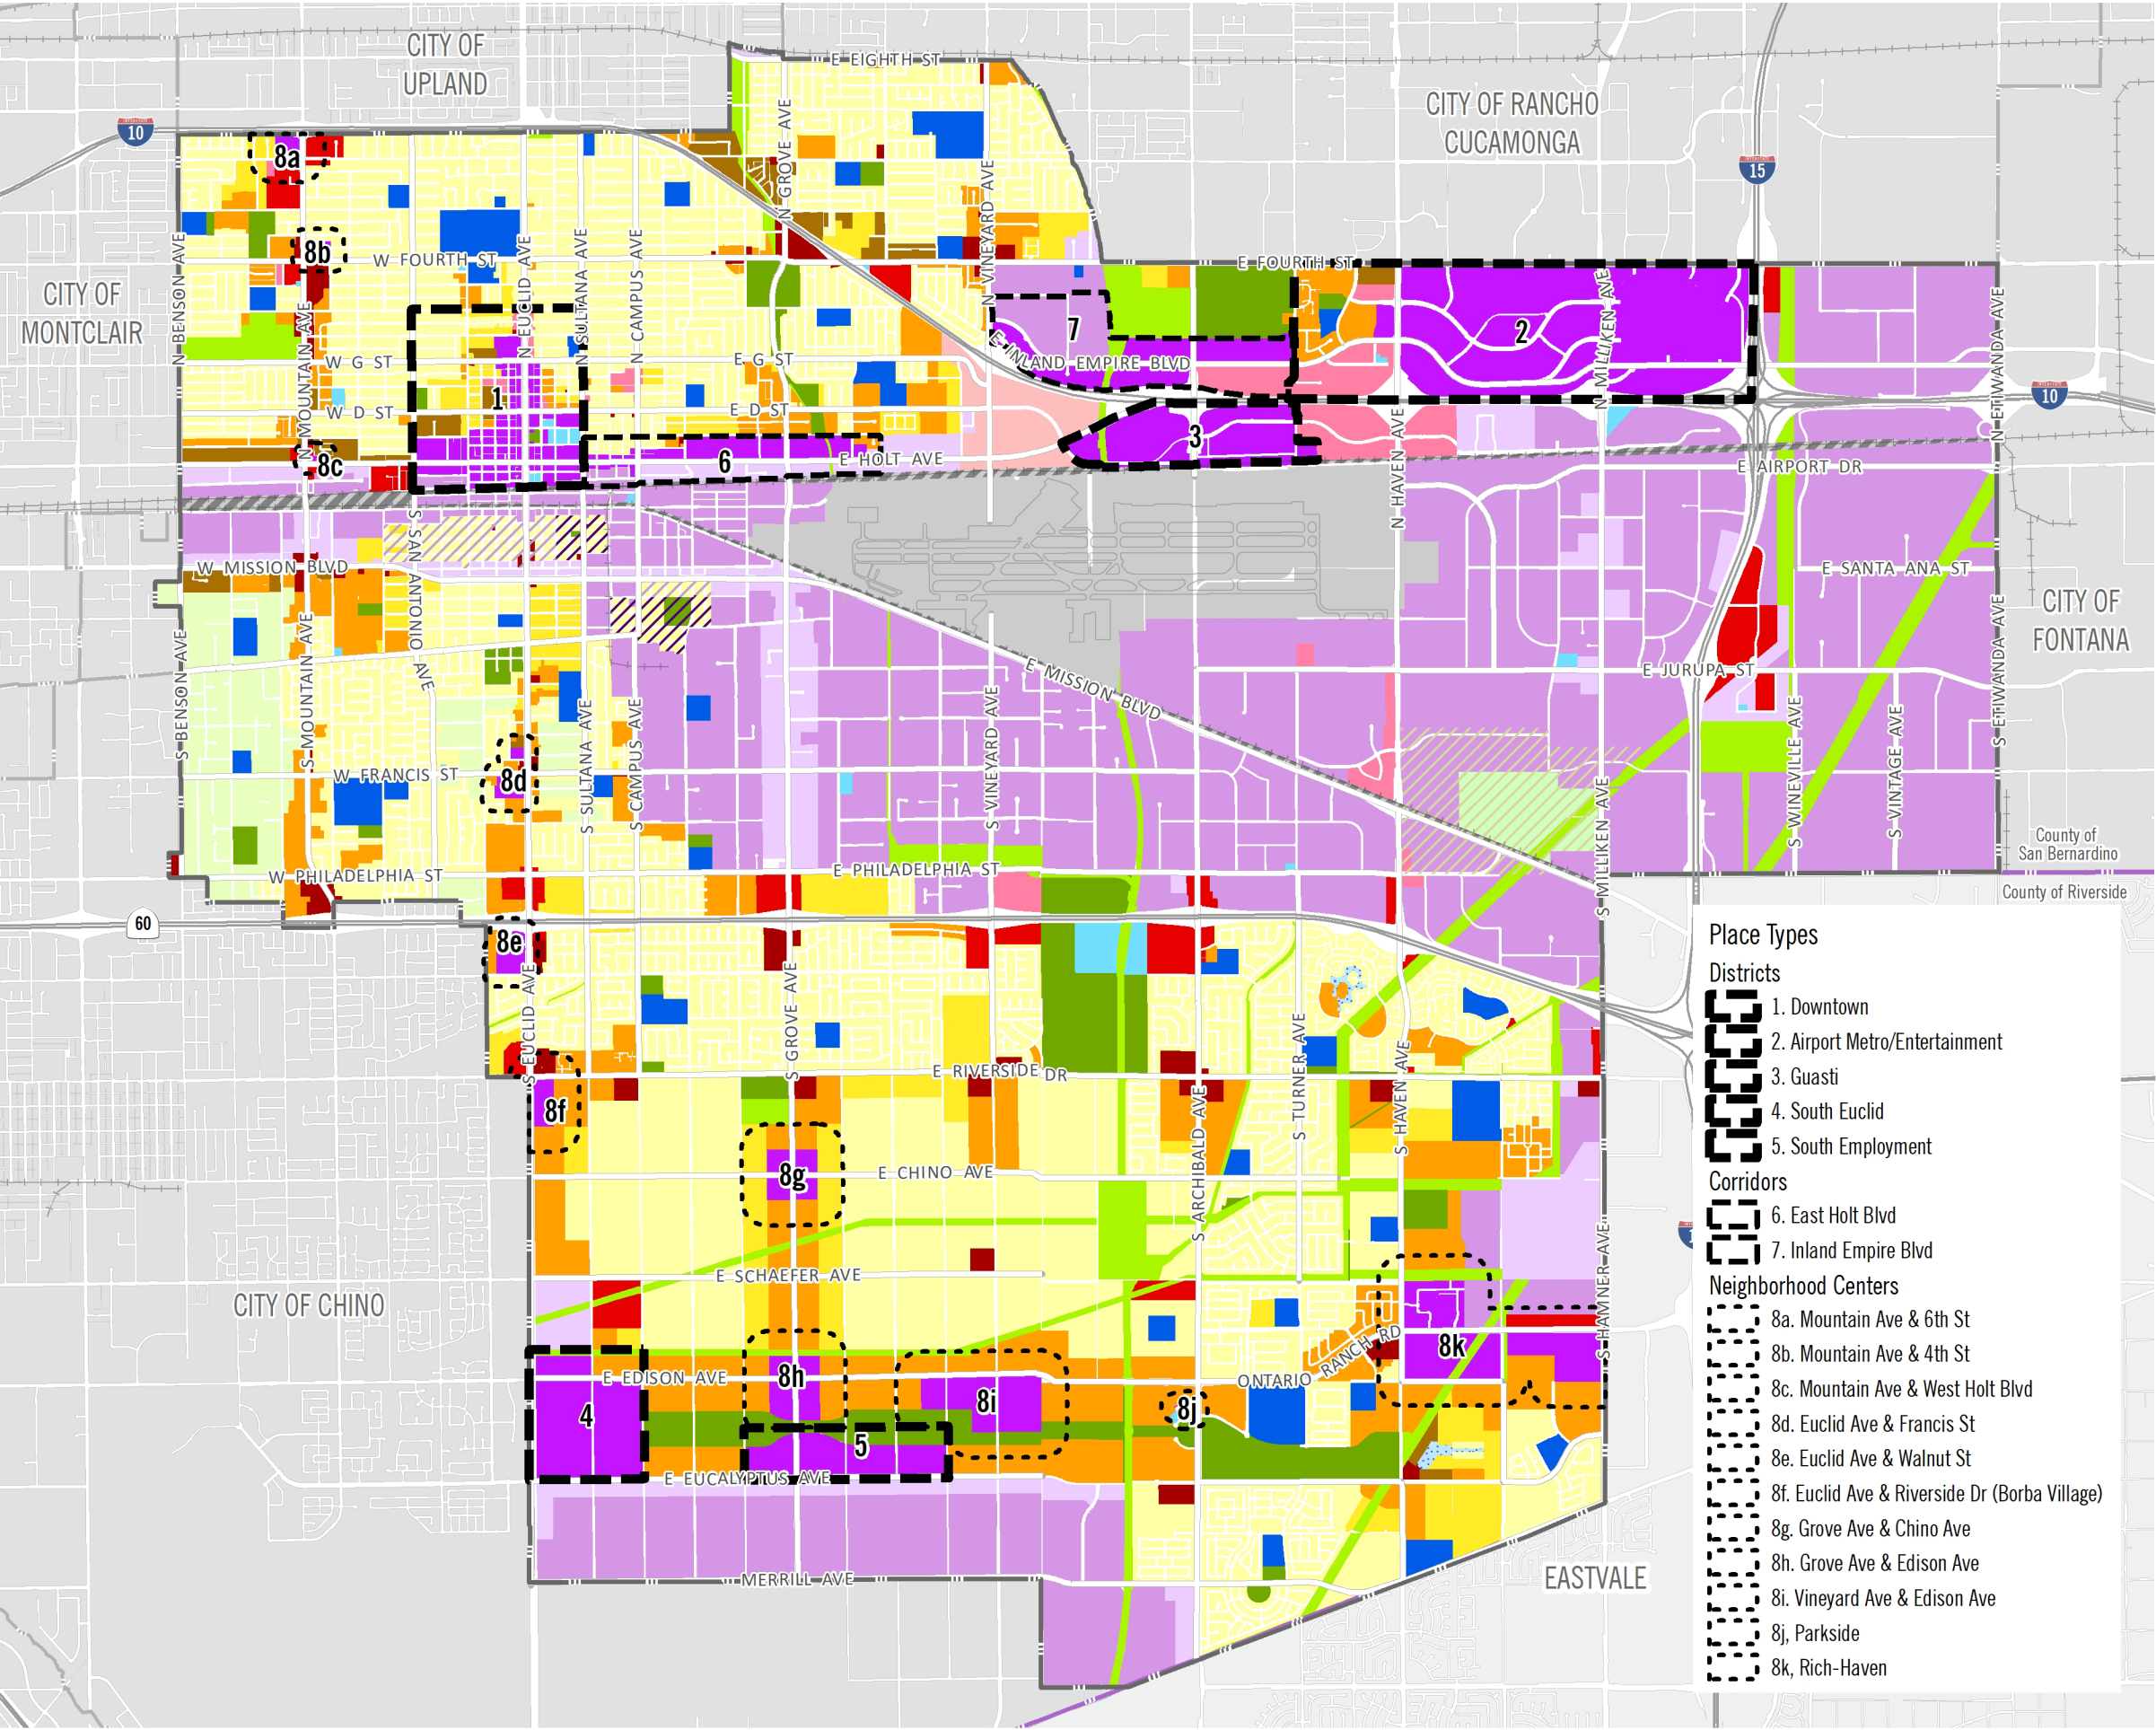 CITY OF
UPLAND
CITY OF RANCHO
CUCAMONGA
CITY OF
MONTCLAIR
CITY OF
FONTANA
CITY OF CHINO
EASTVALE
County of
San Bernardino
County of Riverside
INTERSTATE
10
INTERSTATE
15
INTERSTATE
10
60
E EIGHTH ST
W FOURTH ST
E FOURTH ST
W G ST
E G ST
E INLAND EMPIRE BLVD
W D ST
E D ST
E HOLT AVE
E AIRPORT DR
W MISSION BLVD
E MISSION BLVD
E SANTA ANA ST
E JURUPA ST
W FRANCIS ST
W PHILADELPHIA ST
E PHILADELPHIA ST
E RIVERSIDE DR
E CHINO AVE
E SCHAEFER AVE
E EDISON AVE
ONTARIO RANCH RD
E EUCALYPTUS AVE
MERRILL AVE
N BENSON AVE
N MOUNTAIN AVE
N EUCLID AVE
N SULTANA AVE
N CAMPUS AVE
N GROVE AVE
N VINEYARD AVE
N HAVEN AVE
N MILLIKEN AVE
N ETIWANDA AVE
S BENSON AVE
S MOUNTAIN AVE
S SAN ANTONIO AVE
S SULTANA AVE
S CAMPUS AVE
S VINEYARD AVE
S MILLIKEN AVE
S WINEVILLE AVE
S VINTAGE AVE
S ETIWANDA AVE
S EUCLID AVE
S GROVE AVE
S ARCHIBALD AVE
S TURNER AVE
S HAVEN AVE
S HAMNER AVE
8a
8b
8c
1
6
7
2
3
8d
8e
8f
8g
8h
8i
8j
8k
4
5
Place Types
Districts
1. Downtown
2. Airport Metro/Entertainment
3. Guasti
4. South Euclid
5. South Employment
Corridors
6. East Holt Blvd
7. Inland Empire Blvd
Neighborhood Centers
8a. Mountain Ave & 6th St
8b. Mountain Ave & 4th St
8c. Mountain Ave & West Holt Blvd
8d. Euclid Ave & Francis St
8e. Euclid Ave & Walnut St
8f. Euclid Ave & Riverside Dr (Borba Village)
8g. Grove Ave & Chino Ave
8h. Grove Ave & Edison Ave
8i. Vineyard Ave & Edison Ave
8j, Parkside
8k, Rich-Haven